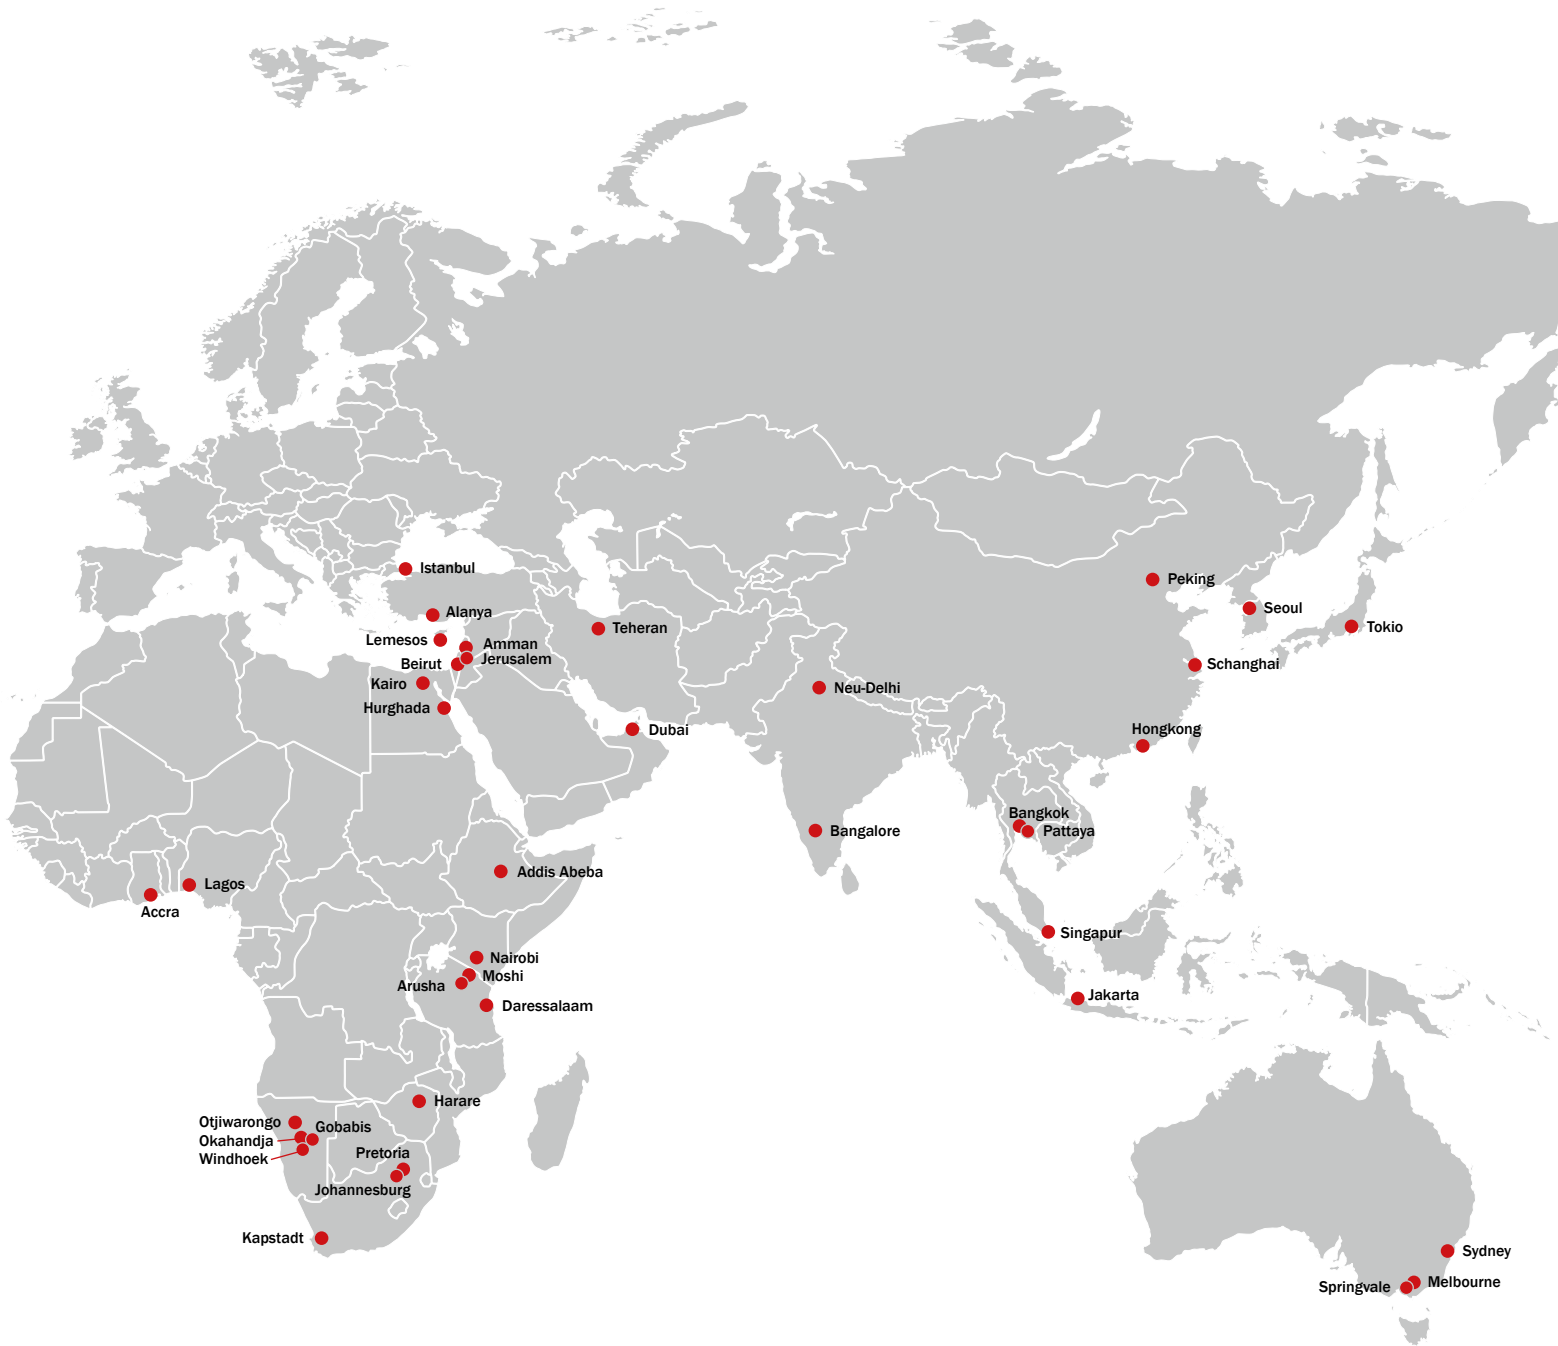 Istanbul
Peking
Seoul
Alanya
Teheran
Tokio
Lemesos
Amman
Jerusalem
Beirut
Schanghai
Kairo
Neu-Delhi
Hurghada
Dubai
Hongkong
Bangkok
Pattaya
Bangalore
Addis Abeba
Lagos
Accra
Singapur
Nairobi
Moshi
Arusha
Jakarta
Daressalaam
Harare
Otjiwarongo
Gobabis
Okahandja
Windhoek
Pretoria
Johannesburg
Kapstadt
Sydney
Melbourne
Springvale